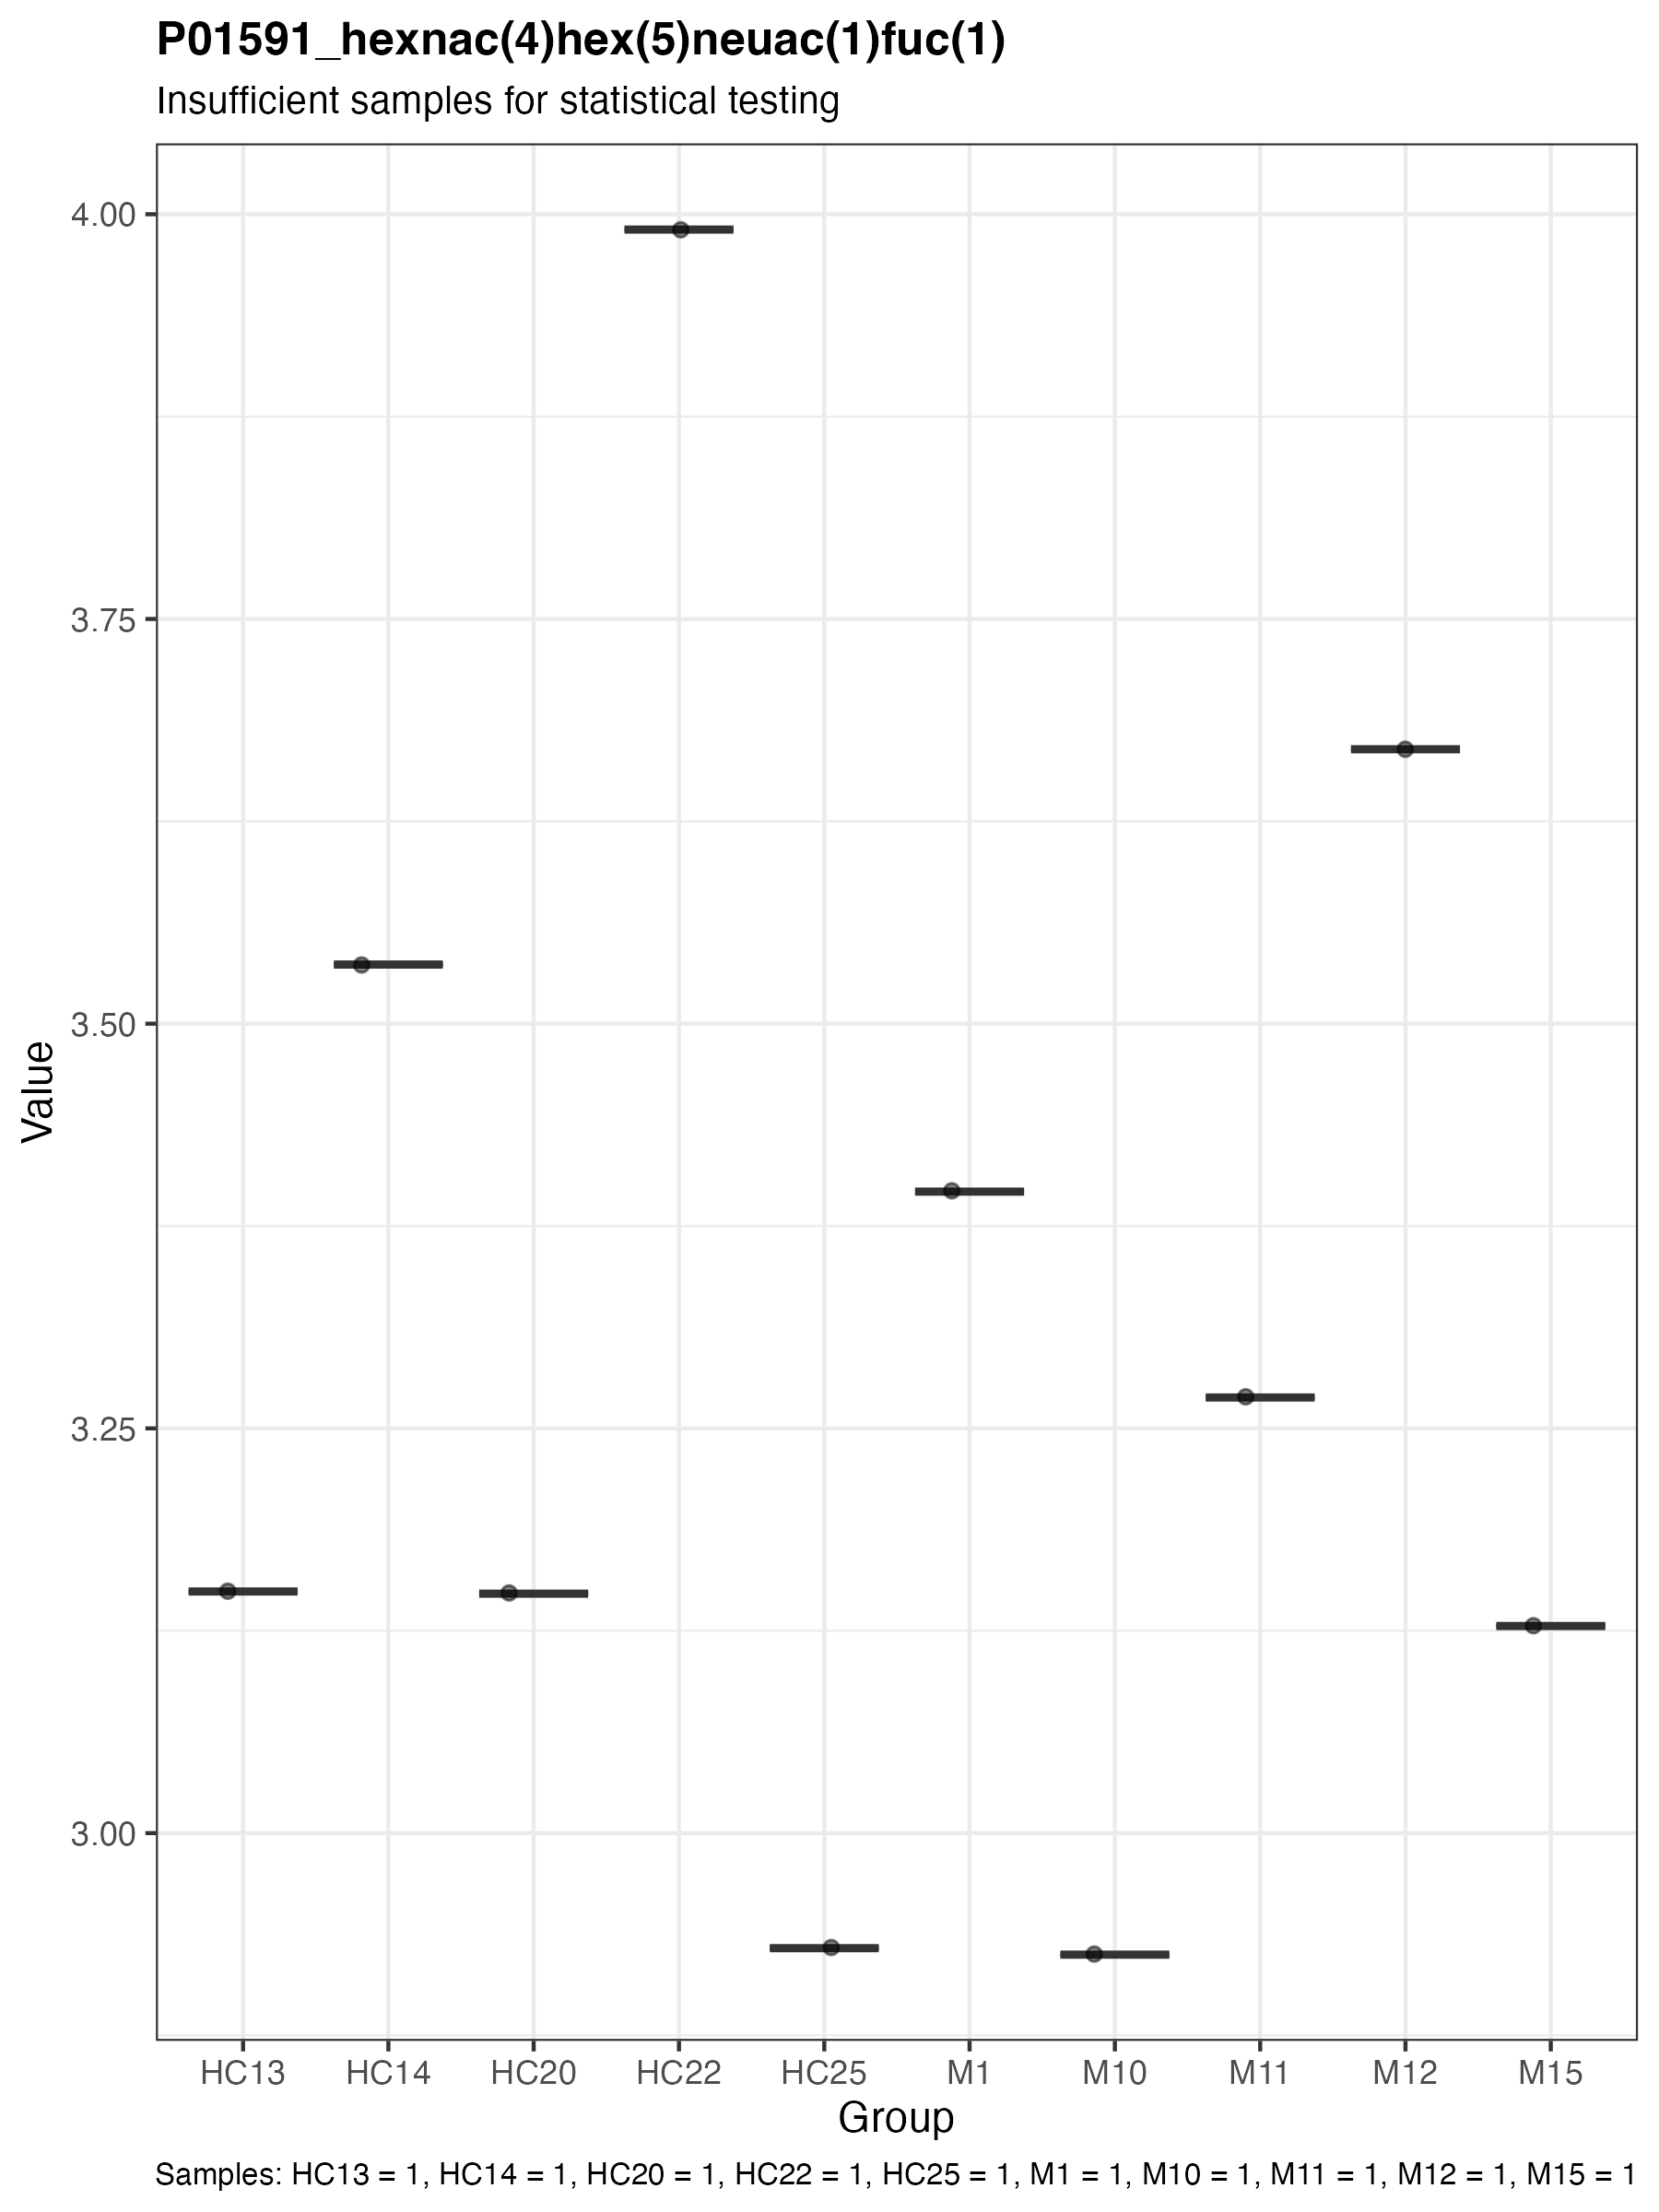 P01591_hexnac(4)hex(5)neuac(1)fuc(1)
Insufficient samples for statistical testing
4.00
3.75
3.50
3.25
3.00
Value
HC13 HC14 HC20 HC22 HC25 M1 M10 M11 M12 M15
Group
Samples: HC13 = 1, HC14 = 1, HC20 = 1, HC22 = 1, HC25 = 1, M1 = 1, M10 = 1, M11 = 1, M12 = 1, M15 = 1